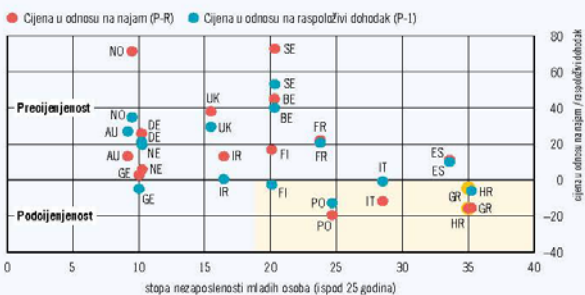 Cijena u odnosu na najam (P-R) Cijena u odnosu na raspoloživi dohodak (P-1)
80
NO SE
60
SE
Precijenjenost UK BE 40
NO BE
AU DE UK FR 20
DE
NE FR
AU NE IR FI ES
GE ES
IT 0
GE IR FI GR HR
PO IT GR
Podoijenjenost PO HR -20
-40
0 5 10 15 20 25 30 35 40
stopa nezaposlenosti mladih osoba (ispod 25 godina)
cijena u odnosu na najam / raspoloživi dohodak